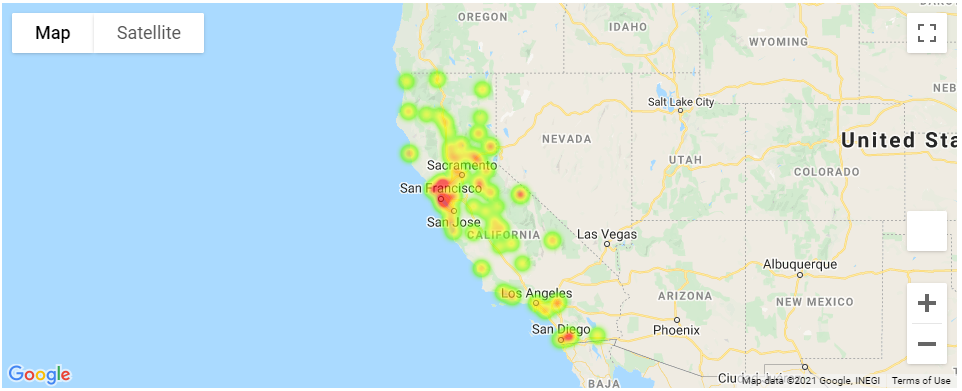 Map
Satellite
OREGON
IDAHO
WYOMING
Salt Lake City
NEVADA
United Sta
UTAH
COLORADO
Sacramento
San Francisco
San Jose
CALIFORNIA
Las Vegas
Albuquerque
Los Angeles
ARIZONA
NEW MEXICO
San Diego
Phoenix
Google
BAJA
Map data ©2021 Google, INEGI
Terms of Use